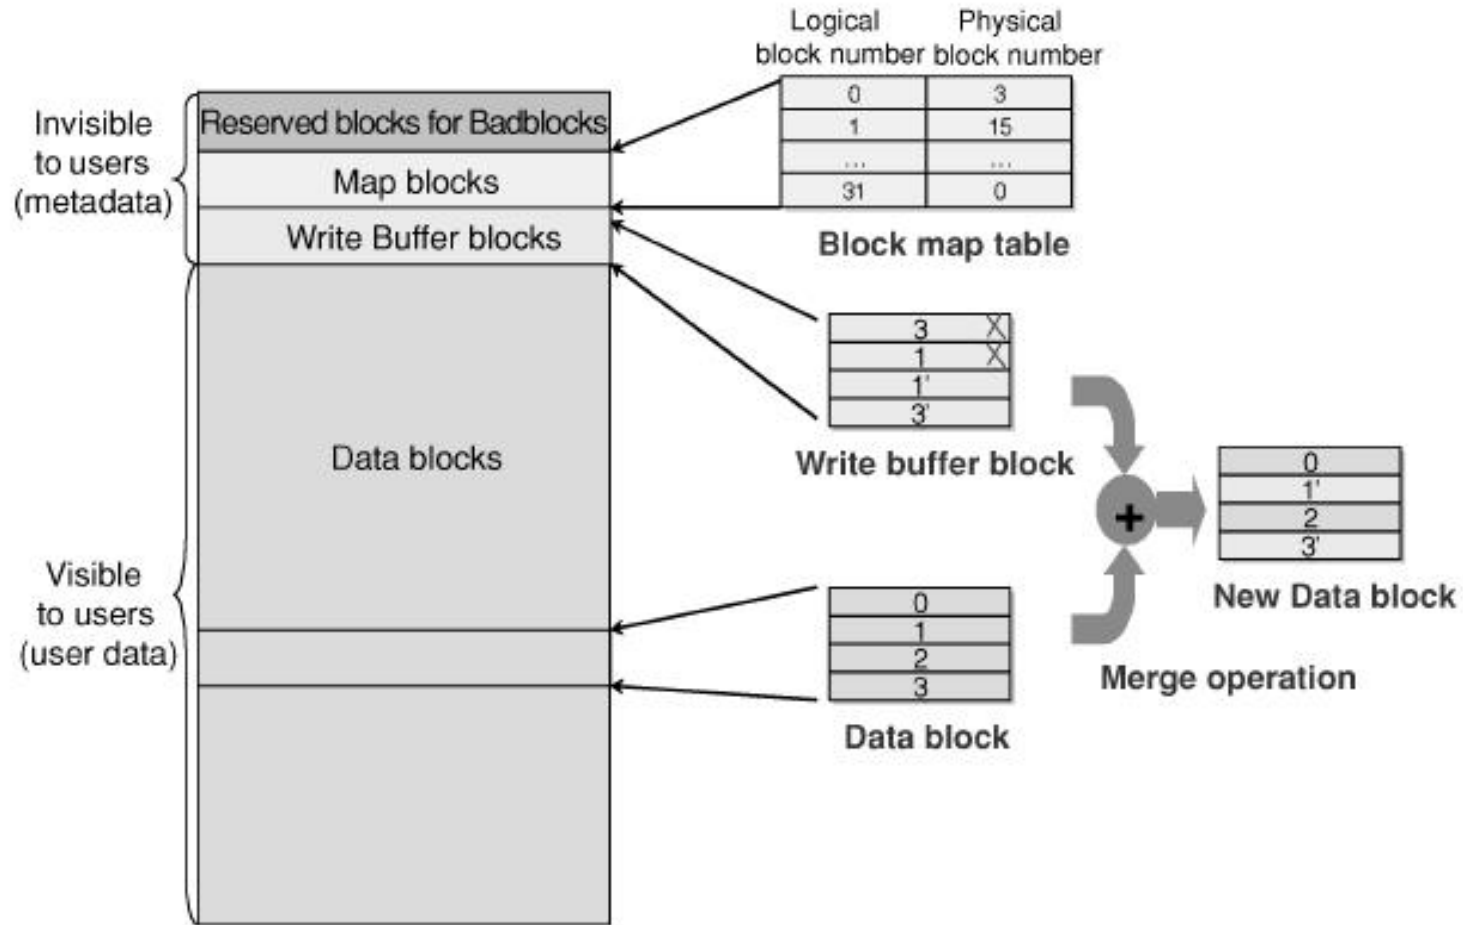 Logical
block number
Physical
block number
0 3
1 15
... ...
31 0
Block map table
Invisible
to users
(metadata)
Reserved blocks for Badblocks
Map blocks
Write Buffer blocks
3 X
1 X
1'
3'
Write buffer block
Data blocks
+
0
1'
2
3'
New Data block
Visible
to users
(user data)
0
1
2
3
Data block
Merge operation